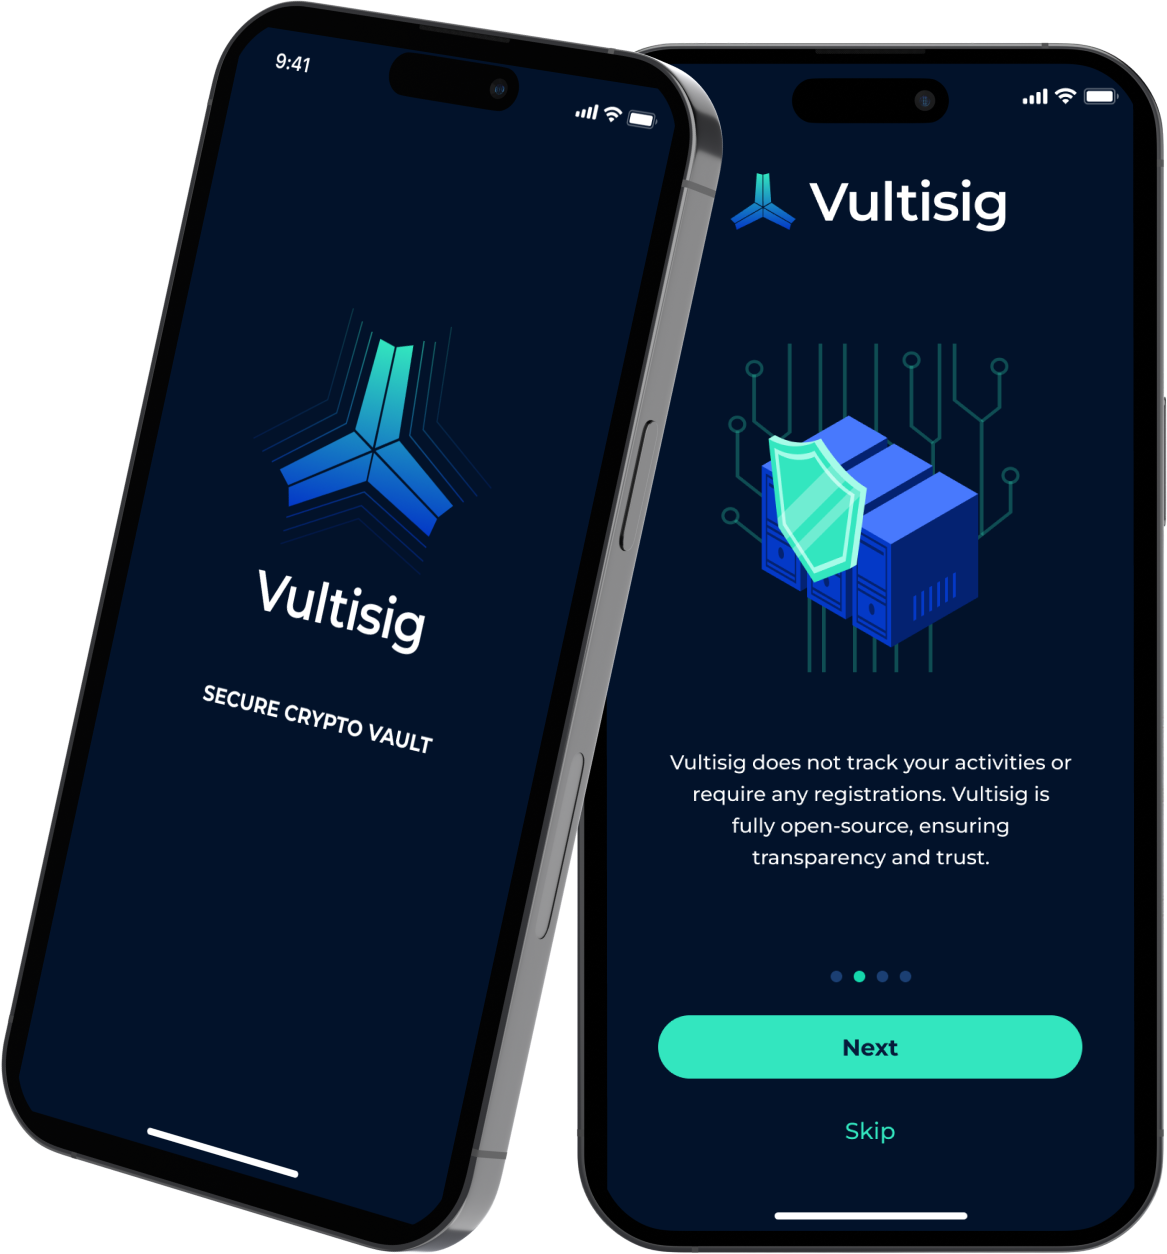 9:41
Vultisig
SECURE CRYPTO VAULT
Vultisig
Vultisig does not track your activities or
require any registrations. Vultisig is
fully open-source, ensuring
transparency and trust.
Next
Skip